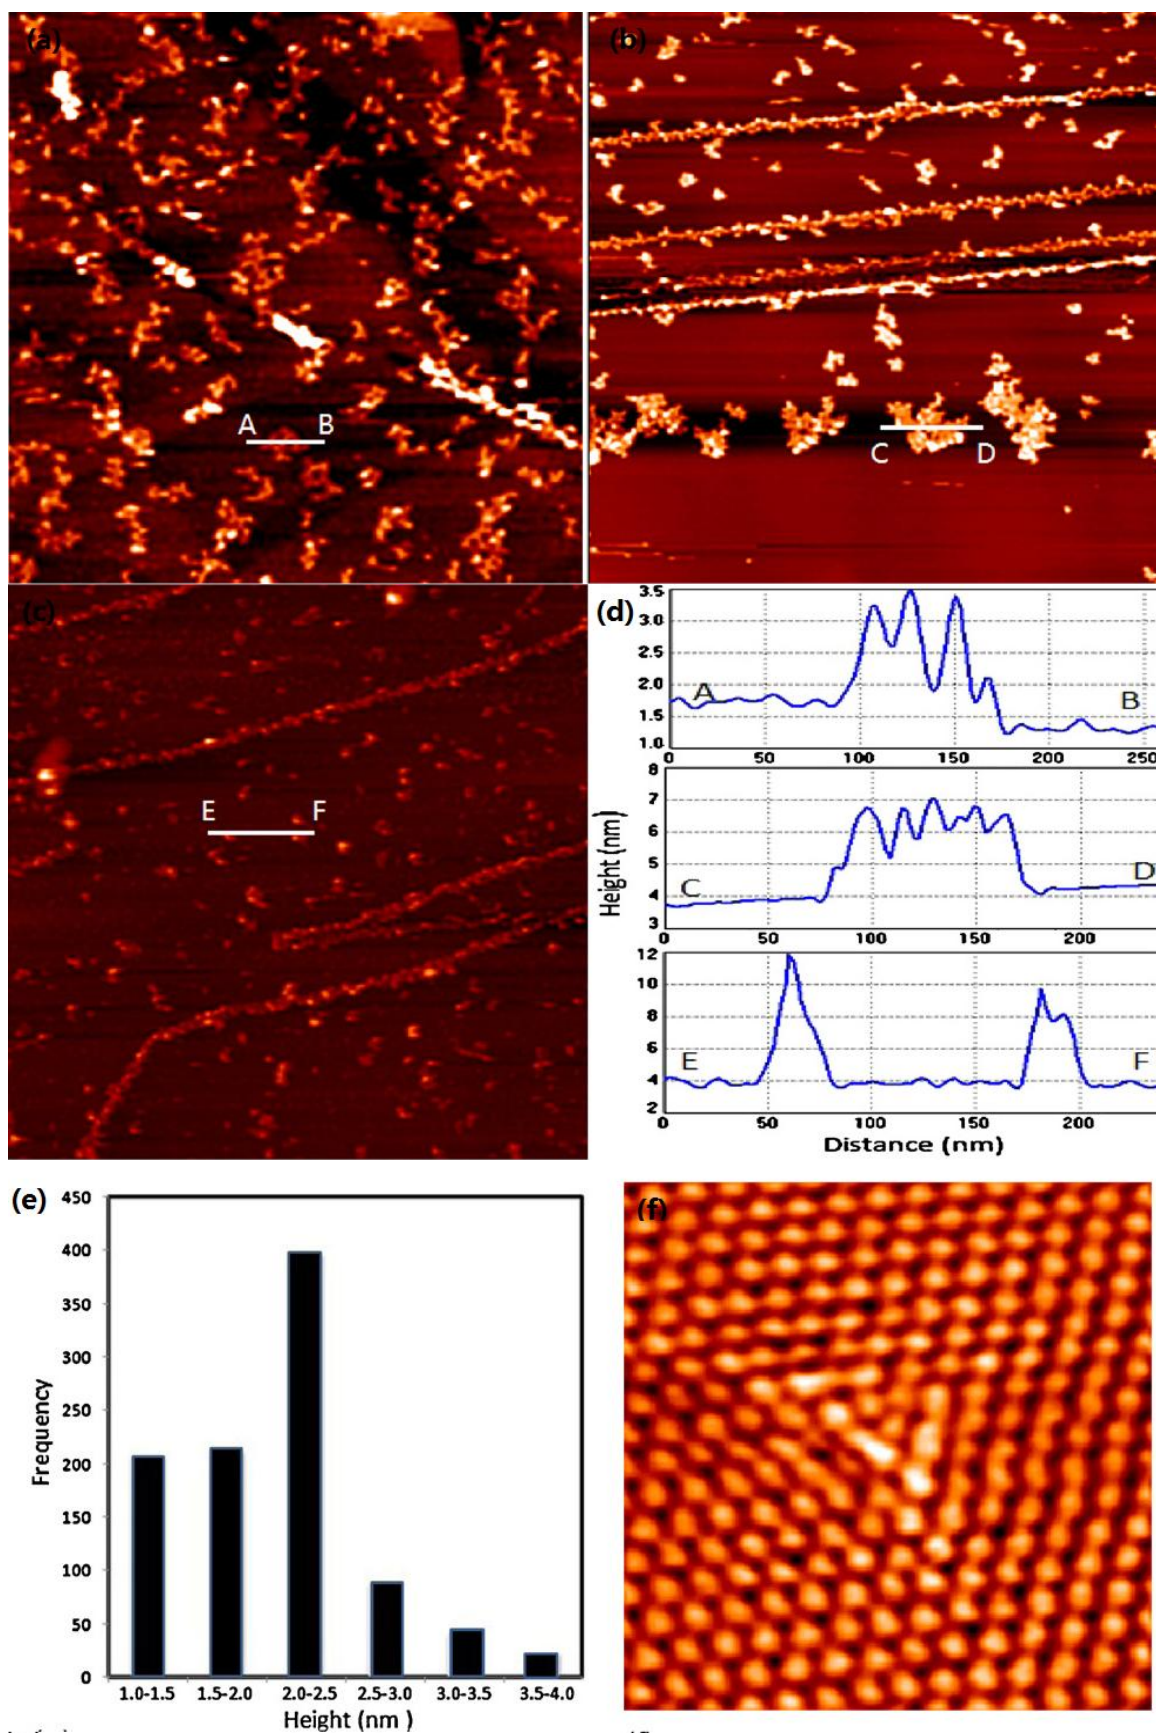 (a)
(b)
A B
C D
(c)
E F
(d)
3.5
3.0
2.5
2.0
1.5
1.0
A
B
0 50 100 150 200 250
8
7
6
5
4
3
C
D
0 50 100 150 200
12
10
8
6
4
2
E
F
0 50 100 150 200
Height (nm)
Distance (nm)
(e)
450
400
350
300
250
200
150
100
50
0
Frequency
1.0-1.5 1.5-2.0 2.0-2.5 2.5-3.0 3.0-3.5 3.5-4.0
Height (nm )
(f)